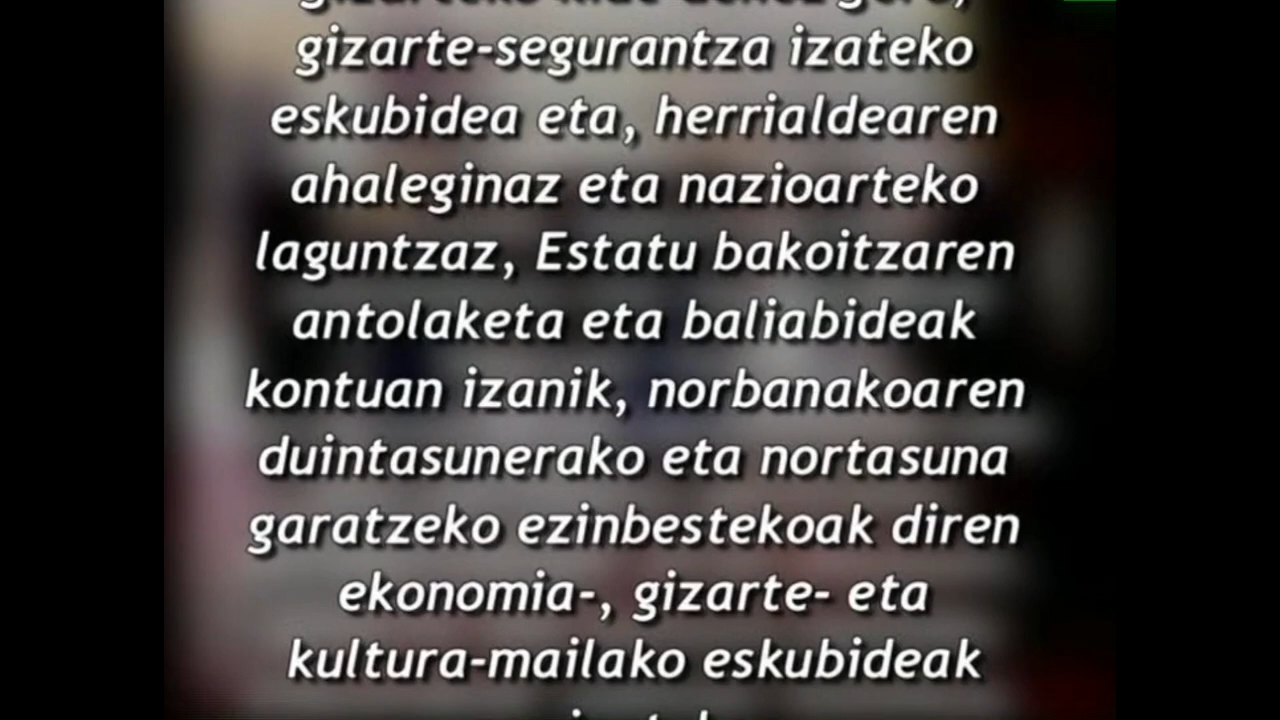 gizarte-segurantza izateko
eskubidea eta, herrialdearen
ahaleginaz eta nazioarteko
laguntzaz, Estatu bakoitzaren
antolaketa eta baliabideak
kontuan izanik, norbanakoaren
duintasunerako eta nortasuna
garatzeko ezinbestekoak diren
ekonomia-, gizarte- eta
kultura-mailako eskubideak